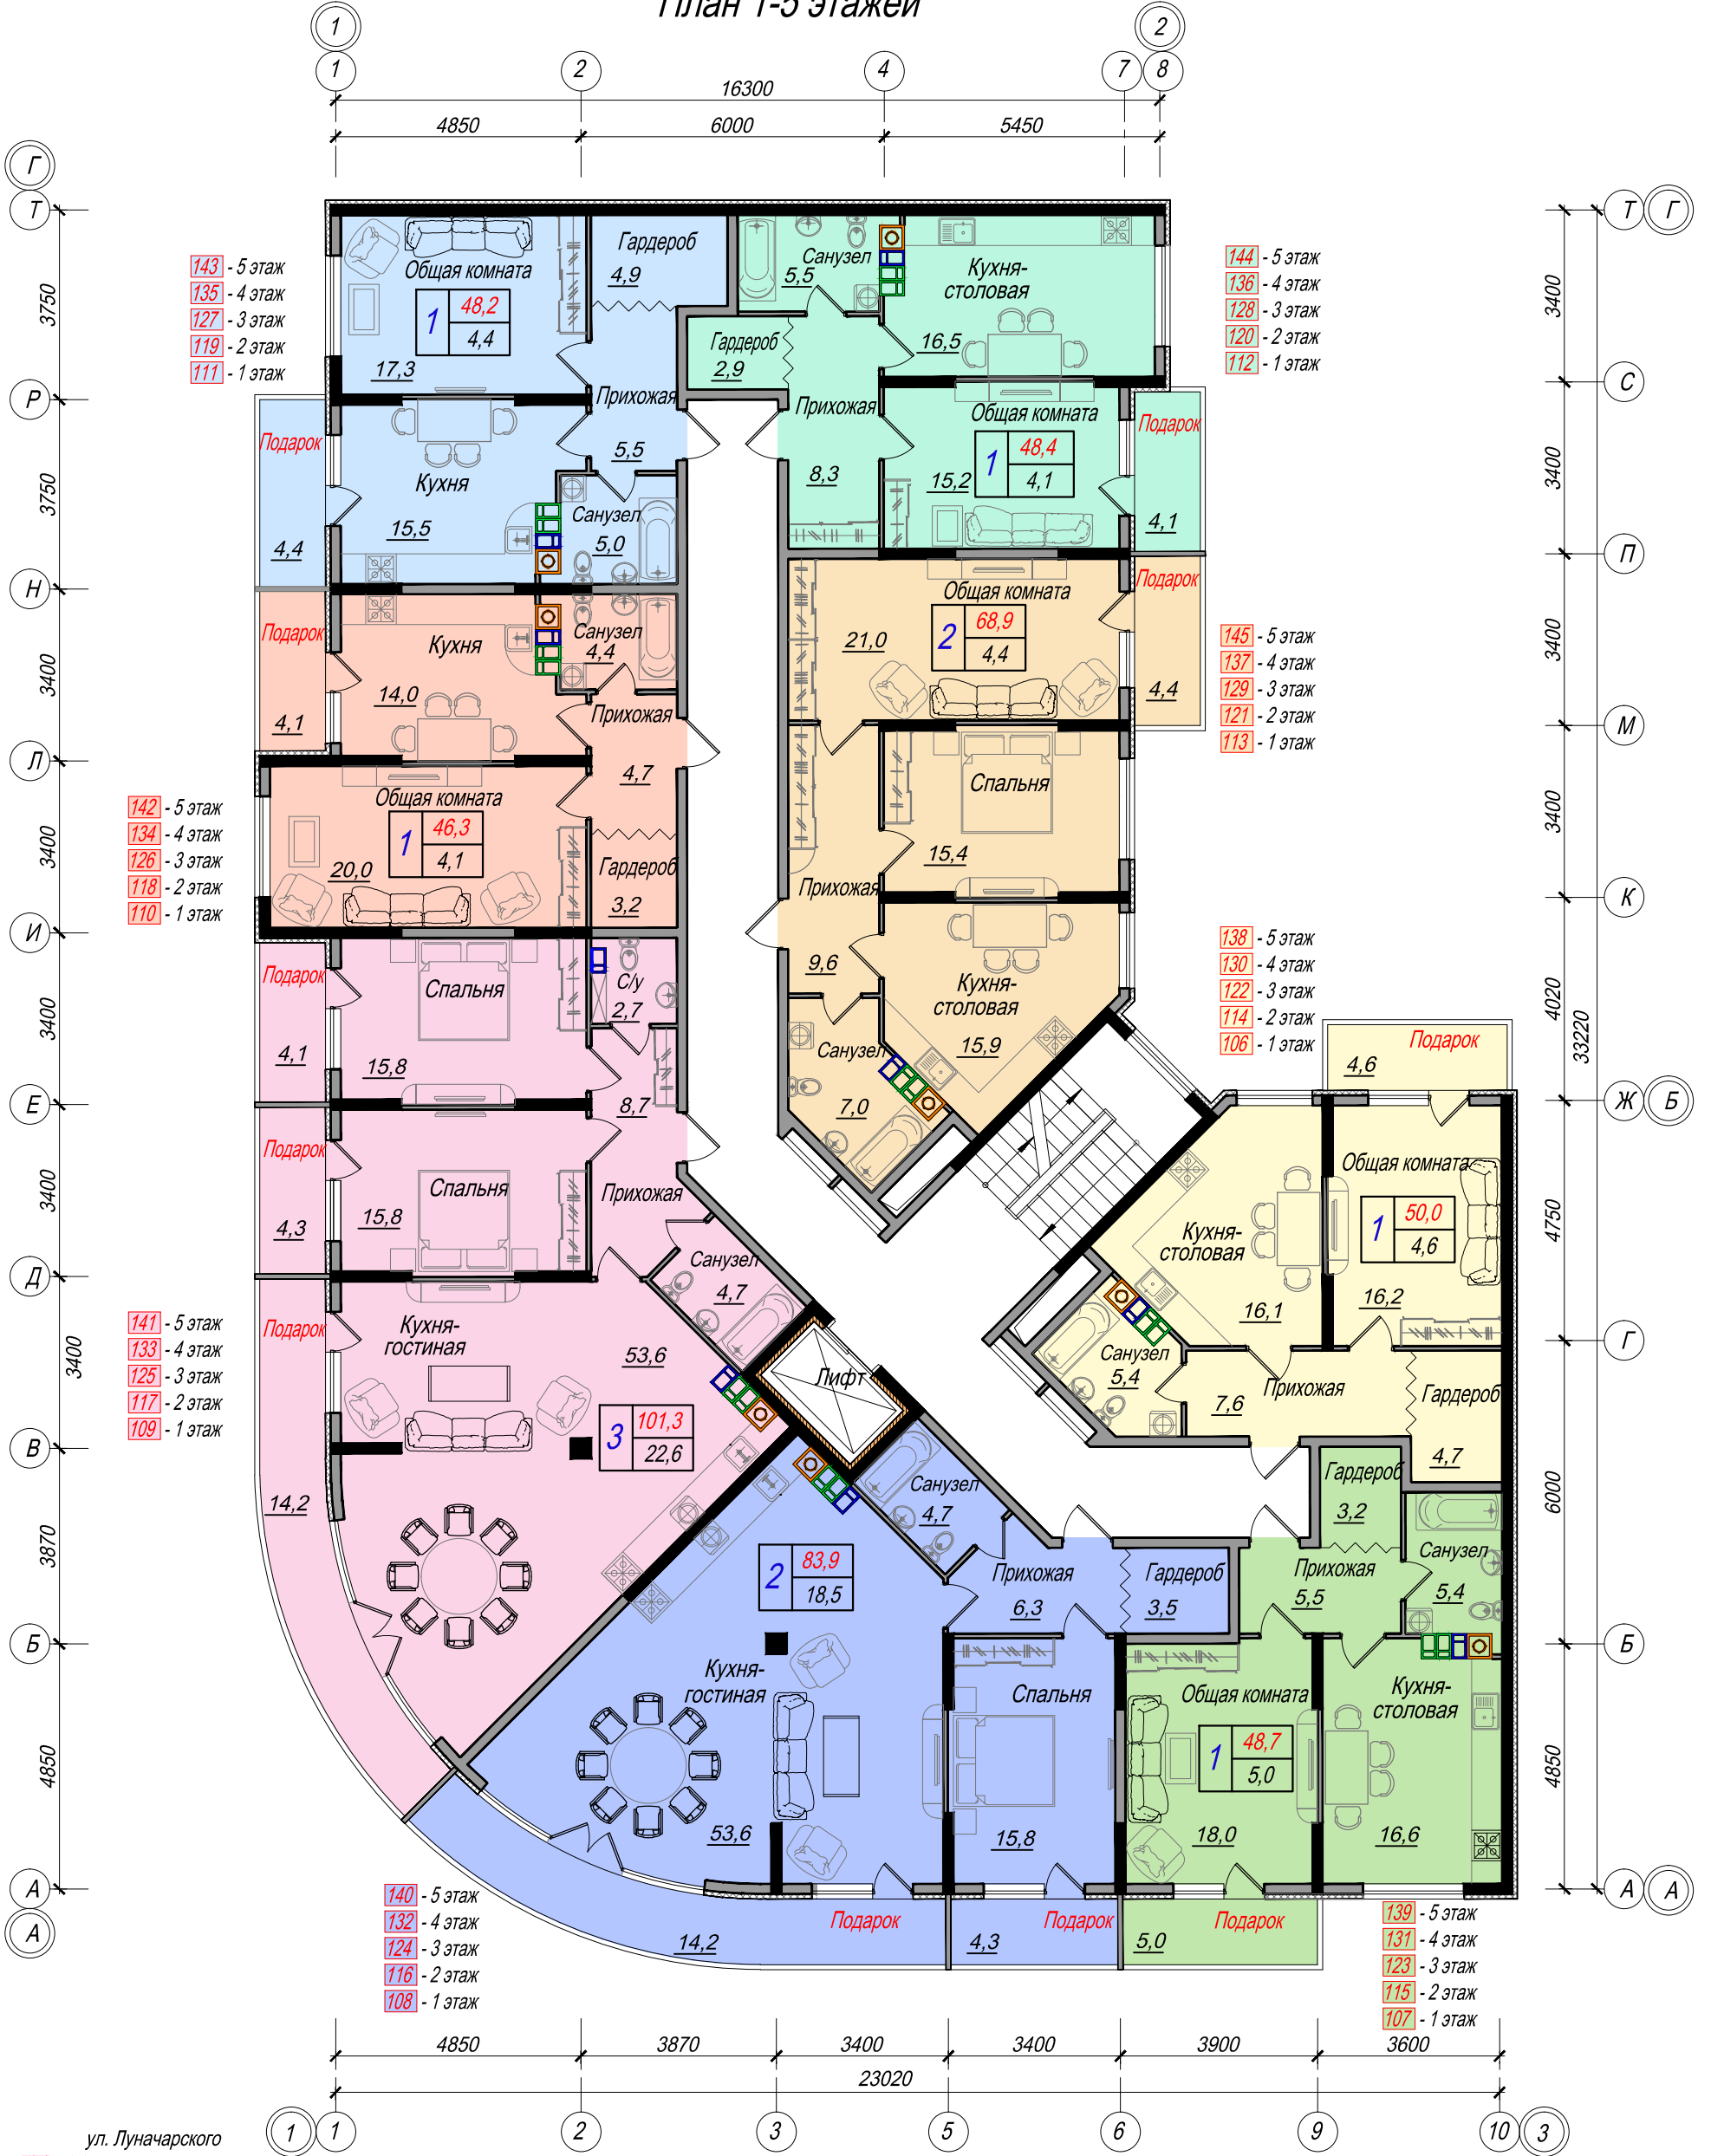 План 1-5 этажей
1
2
1
2
4
7
8
16300
4850
6000
5450
Г
Т
Р
Н
Л
И
Е
Д
В
Б
А
А
3750
3750
3400
3400
3400
3400
3400
3870
4850
Т
Г
С
П
М
К
Ж
Б
Г
Б
А
А
3400
3400
3400
3400
4020
33220
4750
6000
4850
143 - 5 этаж
135 - 4 этаж
127 - 3 этаж
119 - 2 этаж
111 - 1 этаж
Общая комната
1
48,2
4,4
17,3
Гардероб
4,9
Прихожая
5,5
Кухня
15,5
Санузел
5,0
Подарок
4,4
144 - 5 этаж
136 - 4 этаж
128 - 3 этаж
120 - 2 этаж
112 - 1 этаж
Санузел
5,5
Кухня-
столовая
16,5
Гардероб
2,9
Прихожая
8,3
Общая комната
1
48,4
4,1
15,2
Подарок
4,1
142 - 5 этаж
134 - 4 этаж
126 - 3 этаж
118 - 2 этаж
110 - 1 этаж
Подарок
4,1
Кухня
14,0
Санузел
4,4
Прихожая
4,7
Общая комната
1
46,3
4,1
20,0
Гардероб
3,2
145 - 5 этаж
137 - 4 этаж
129 - 3 этаж
121 - 2 этаж
113 - 1 этаж
Общая комната
2
68,9
4,4
21,0
Подарок
4,4
Спальня
15,4
Прихожая
9,6
Кухня-
столовая
15,9
Санузел
7,0
141 - 5 этаж
133 - 4 этаж
125 - 3 этаж
117 - 2 этаж
109 - 1 этаж
Подарок
4,1
Спальня
15,8
С/у
2,7
8,7
Подарок
4,3
Спальня
15,8
Прихожая
Санузел
4,7
Подарок
14,2
Кухня-
гостиная
53,6
3
101,3
22,6
Лифт
138 - 5 этаж
130 - 4 этаж
122 - 3 этаж
114 - 2 этаж
106 - 1 этаж
Подарок
4,6
Общая комната
1
50,0
4,6
16,2
Кухня-
столовая
16,1
Санузел
5,4
Прихожая
7,6
Гардероб
4,7
140 - 5 этаж
132 - 4 этаж
124 - 3 этаж
116 - 2 этаж
108 - 1 этаж
Санузел
4,7
2
83,9
18,5
Прихожая
6,3
Гардероб
3,5
Кухня-
гостиная
53,6
Спальня
15,8
Подарок
14,2
Подарок
4,3
139 - 5 этаж
131 - 4 этаж
123 - 3 этаж
115 - 2 этаж
107 - 1 этаж
Гардероб
3,2
Прихожая
5,5
Санузел
5,4
Общая комната
1
48,7
5,0
18,0
Кухня-
столовая
16,6
Подарок
5,0
4850
3870
3400
3400
3900
3600
23020
1
1
2
3
5
6
9
10
3
ул. Луначарского